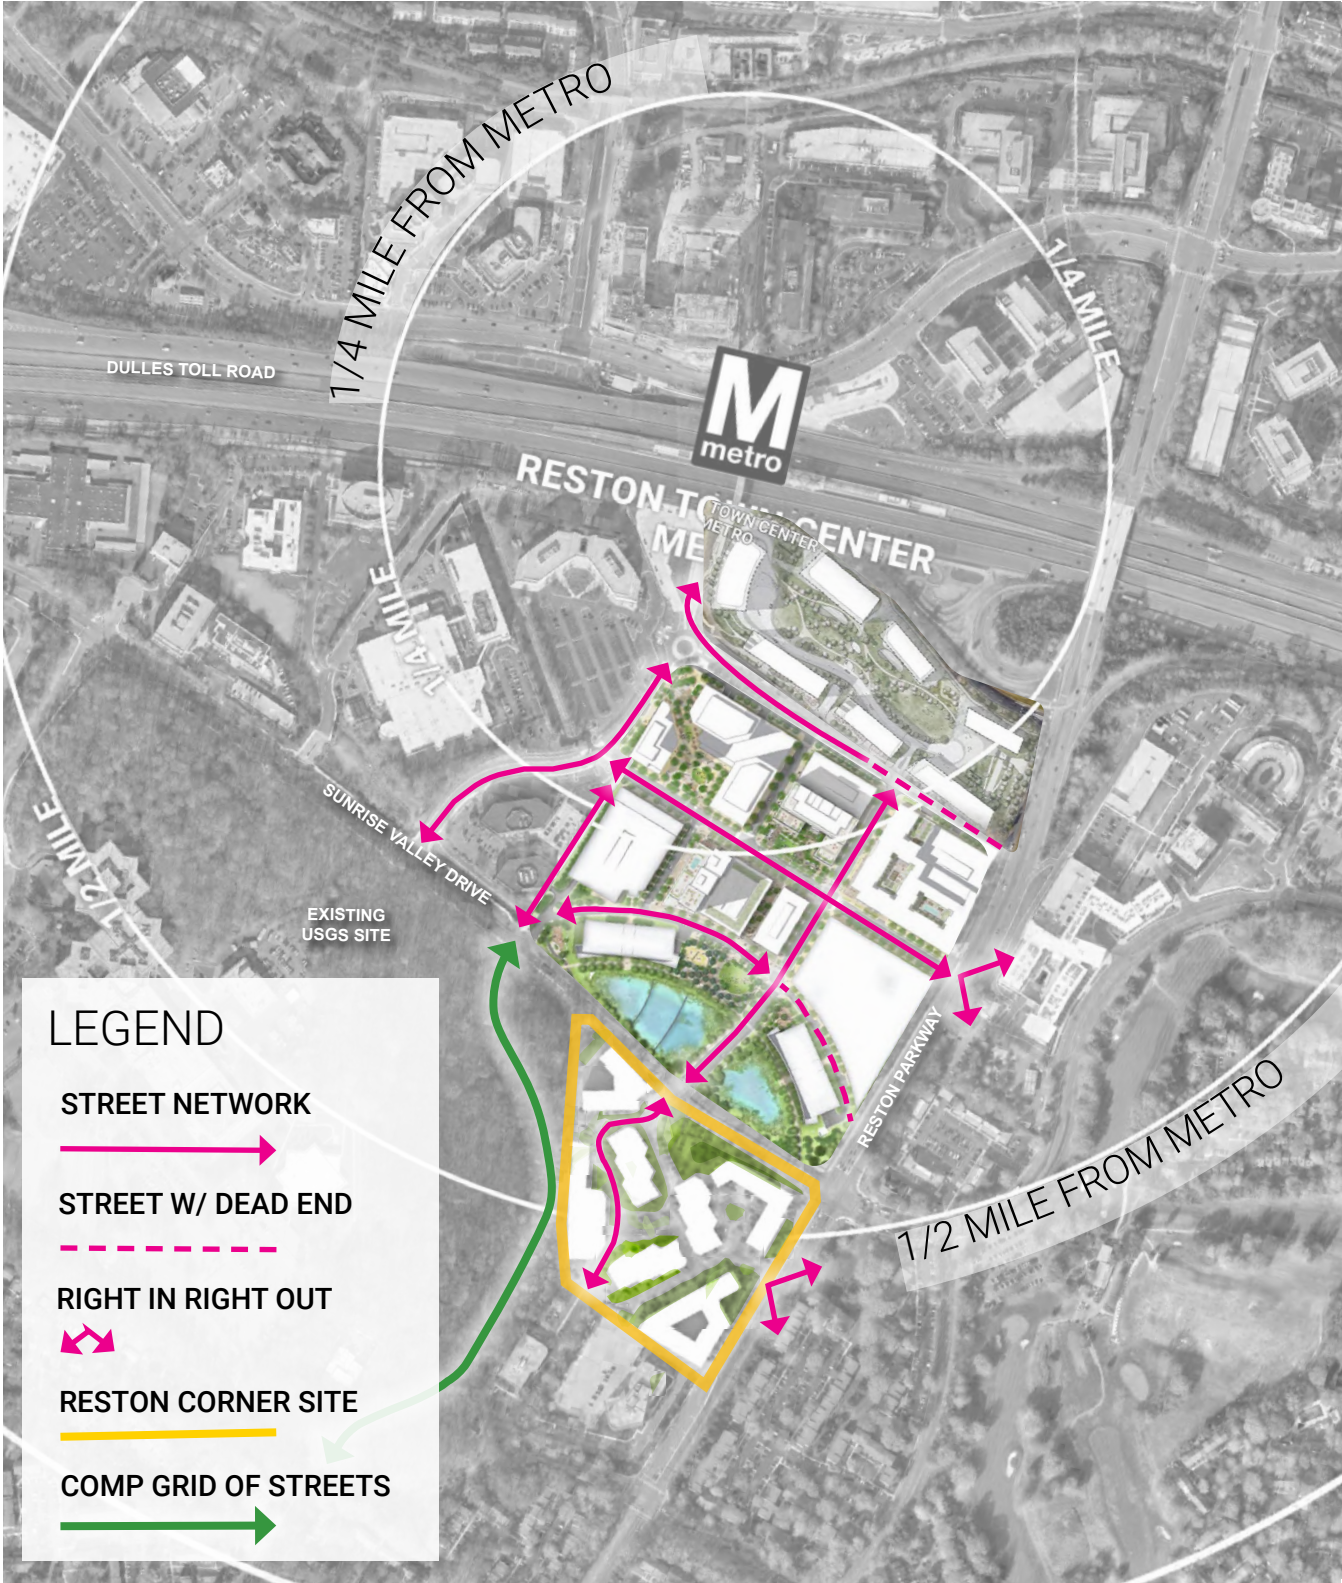 1/4 MILE FROM METRO
1/4 MILE
DULLES TOLL ROAD
M
metro
RESTON TOWN CENTER
ME
TOWN CENTER
METRO
1/4 MILE
SUNRISE VALLEY DRIVE
1/2 MILE
EXISTING
USGS SITE
RESTON PARKWAY
1/2 MILE FROM METRO
LEGEND
STREET NETWORK
STREET W/ DEAD END
RIGHT IN RIGHT OUT
RESTON CORNER SITE
COMP GRID OF STREETS